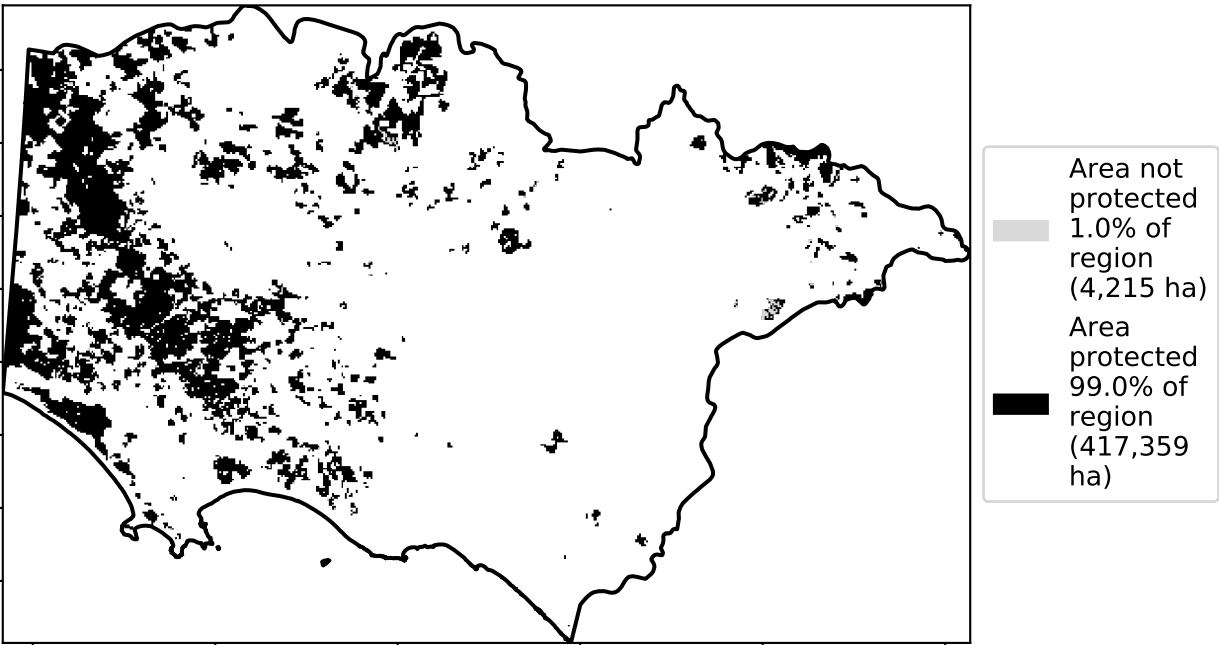 Area not
protected
1.0% of
region
(4,215 ha)
Area
protected
99.0% of
region
(417,359
ha)